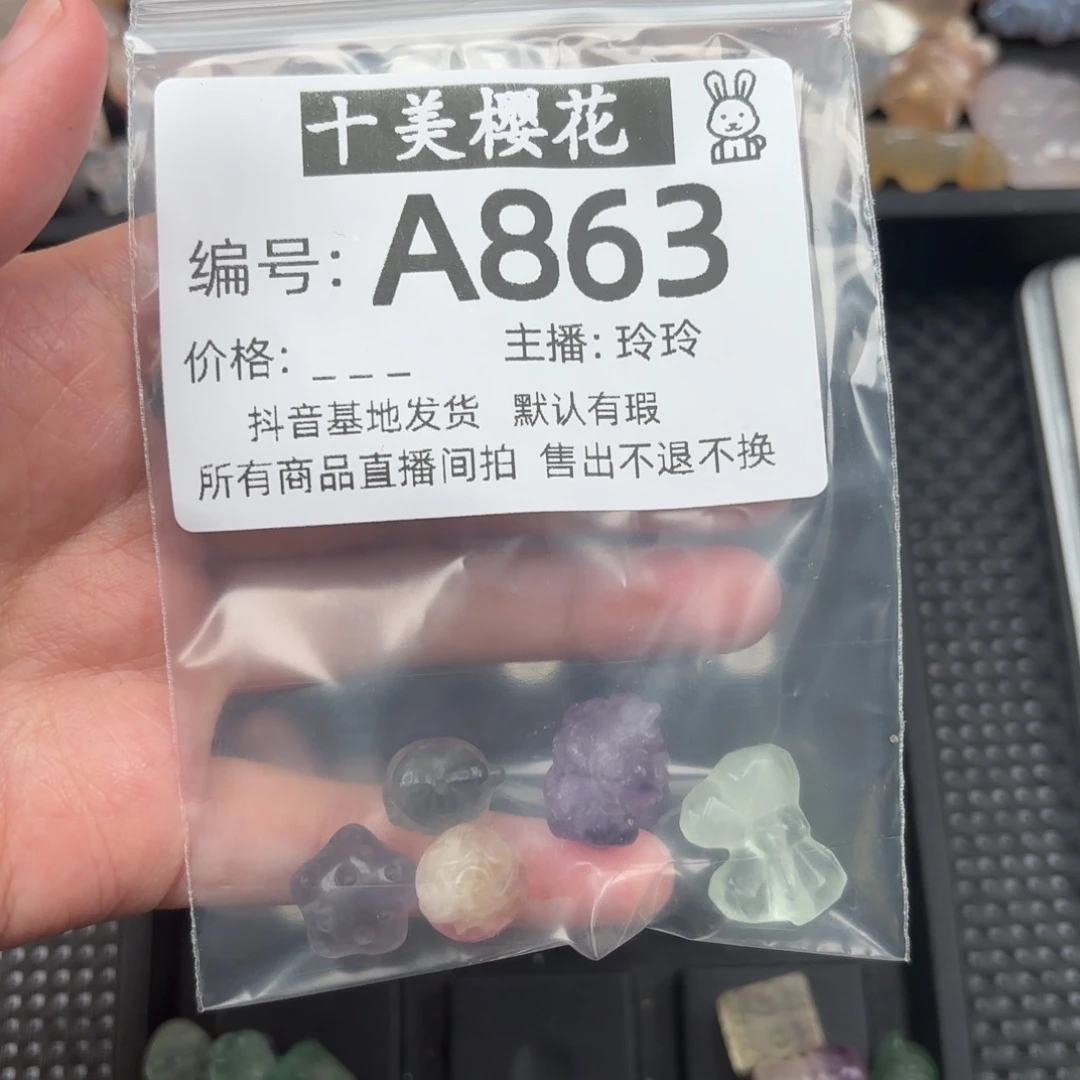 十美樱花
编号: A863
价格: _ _ _ 主播: 玲玲
抖音基地发货 默认有瑕
所有商品直播间拍 售出不退不换